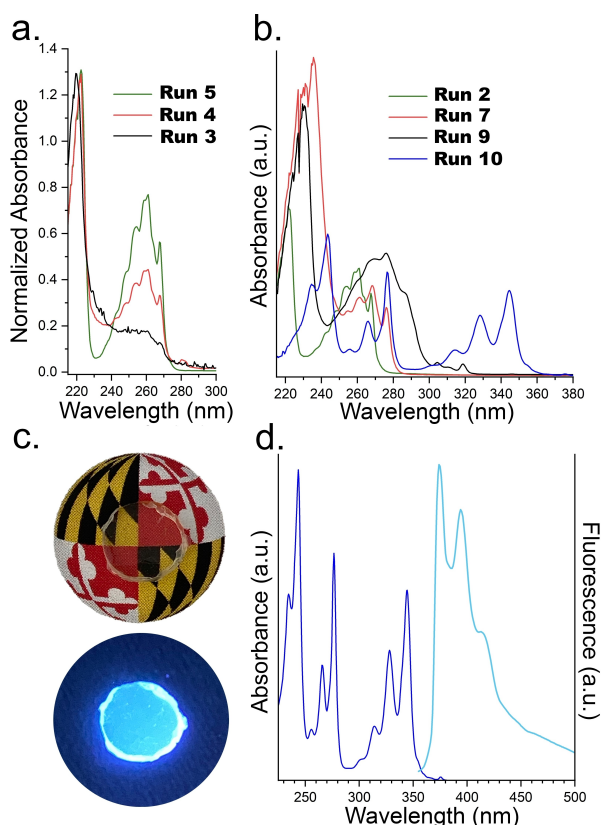 a.
1.4
1.2
1.0
0.8
0.6
0.4
0.2
0.0
Normalized Absorbance
Run 5
Run 4
Run 3
220 240 260 280 300
Wavelength (nm)
b.
Absorbance (a.u.)
Run 2
Run 7
Run 9
Run 10
220 240 260 280 300 320 340 360 380
Wavelength (nm)
c.
d.
Absorbance (a.u.)
Fluorescence (a.u.)
250 300 350 400 450 500
Wavelength (nm)